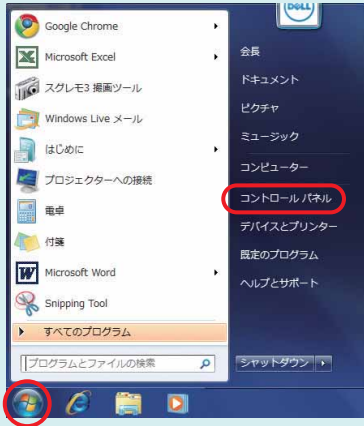 DELL
Google Chrome
Microsoft Excel
スグレモ3 描画ツール
Windows Live メール
はじめに
プロジェクターへの接続
電卓
付箋
Microsoft Word
Snipping Tool
すべてのプログラム
プログラムとファイルの検索
会長
ドキュメント
ピクチャ
ミュージック
コンピューター
コントロール パネル
デバイスとプリンター
既定のプログラム
ヘルプとサポート
シャットダウン